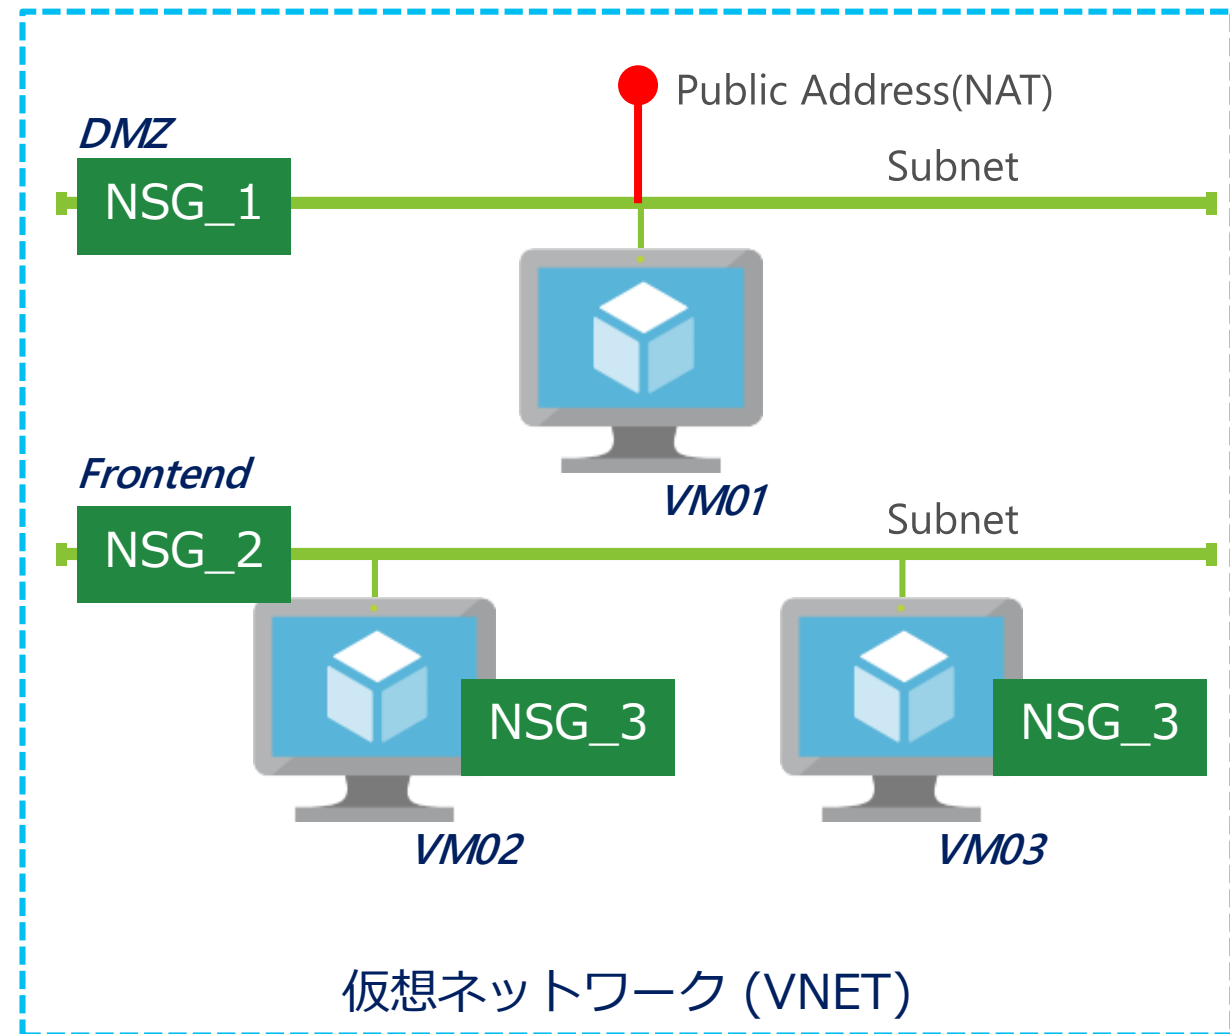 Public Address(NAT)
DMZ
Subnet
NSG_1
VM01
Frontend
Subnet
NSG_2
NSG_3
NSG_3
VM02
VM03
仮想ネットワーク (VNET)